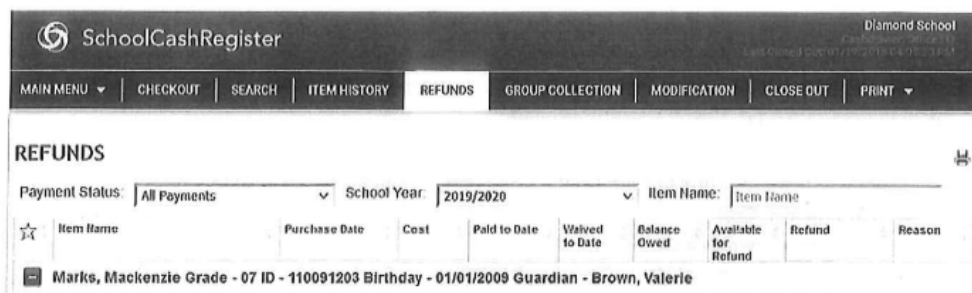 SchoolCashRegister
Diamond School
MAIN MENU CHECKOUT SEARCH ITEM HISTORY REFUNDS GROUP COLLECTION MODIFICATION CLOSE OUT PRINT
REFUNDS
Payment Status: All Payments School Year: 2019/2020 Item Name: Item Name
Item Name Purchase Date Cost Paid to Date Waived to Date Balance Owed Available for Refund Refund Reason
Marks, Mackenzie Grade - 07 ID - 110091203 Birthday - 01/01/2009 Guardian - Brown, Valerie